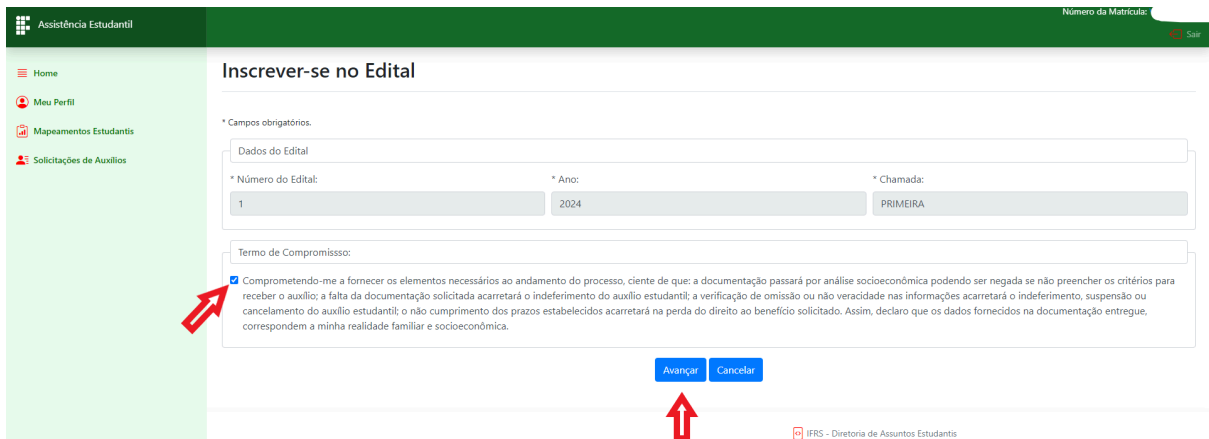 Assistência Estudantil
Número da Matrícula:
Sair
Home
Meu Perfil
Mapeamentos Estudantis
Solicitações de Auxílios
Inscrever-se no Edital
* Campos obrigatórios.
Dados do Edital
* Número do Edital: * Ano: * Chamada:
1 2024 PRIMEIRA
Termo de Compromissso:
Comprometendo-me a fornecer os elementos necessários ao andamento do processo, ciente de que: a documentação passará por análise socioeconômica podendo ser negada se não preencher os critérios para
receber o auxílio; a falta da documentação solicitada acarretará o indeferimento do auxílio estudantil; a verificação de omissão ou não veracidade nas informações acarretará o indeferimento, suspensão ou
cancelamento do auxílio estudantil; o não cumprimento dos prazos estabelecidos acarretará na perda do direito ao benefício solicitado. Assim, declaro que os dados fornecidos na documentação entregue,
correspondem a minha realidade familiar e socioeconômica.
Avançar Cancelar
IFRS - Diretoria de Assuntos Estudantis